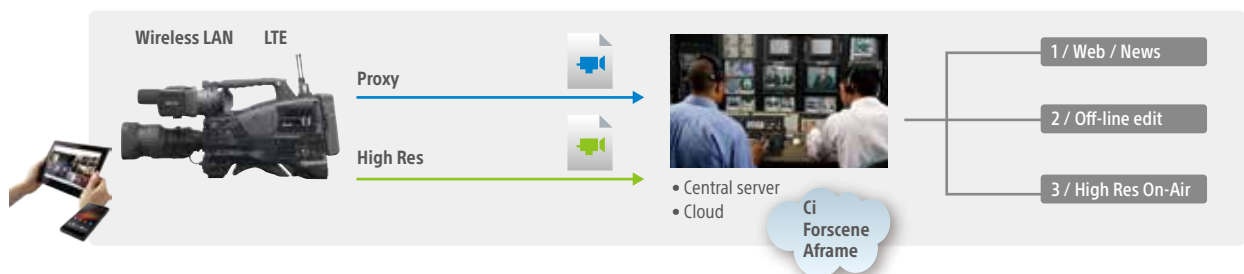 Wireless LAN LTE
Proxy
High Res
• Central server
• Cloud
Ci
Forscene
Aframe
1 / Web / News
2 / Off-line edit
3 / High Res On-Air